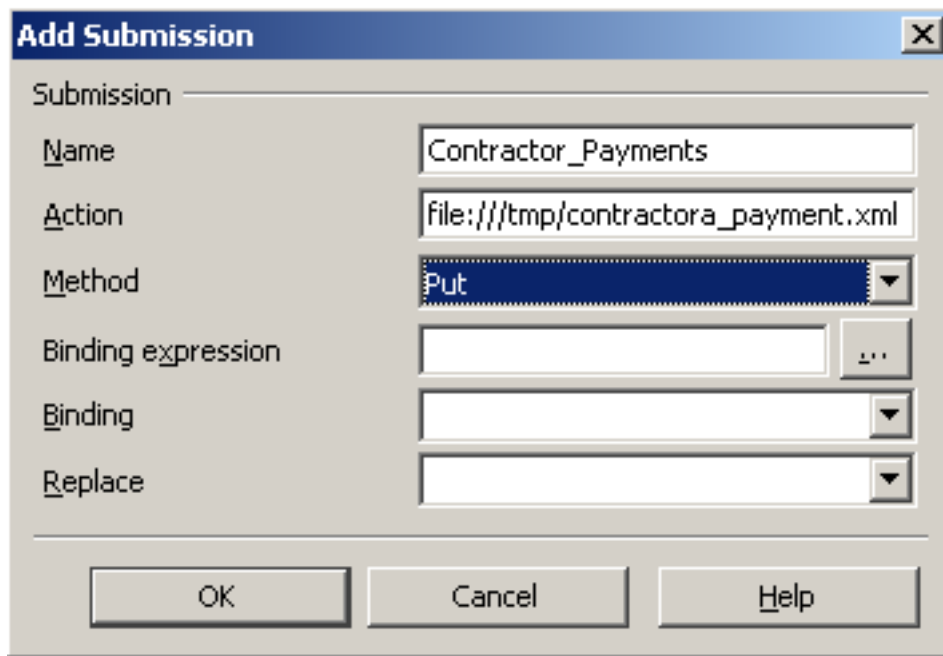 Add Submission
Submission
Name
Contractor_Payments
Action
file:///tmp/contractora_payment.xml
Method
Put
Binding expression
...
Binding
Replace
OK
Cancel
Help